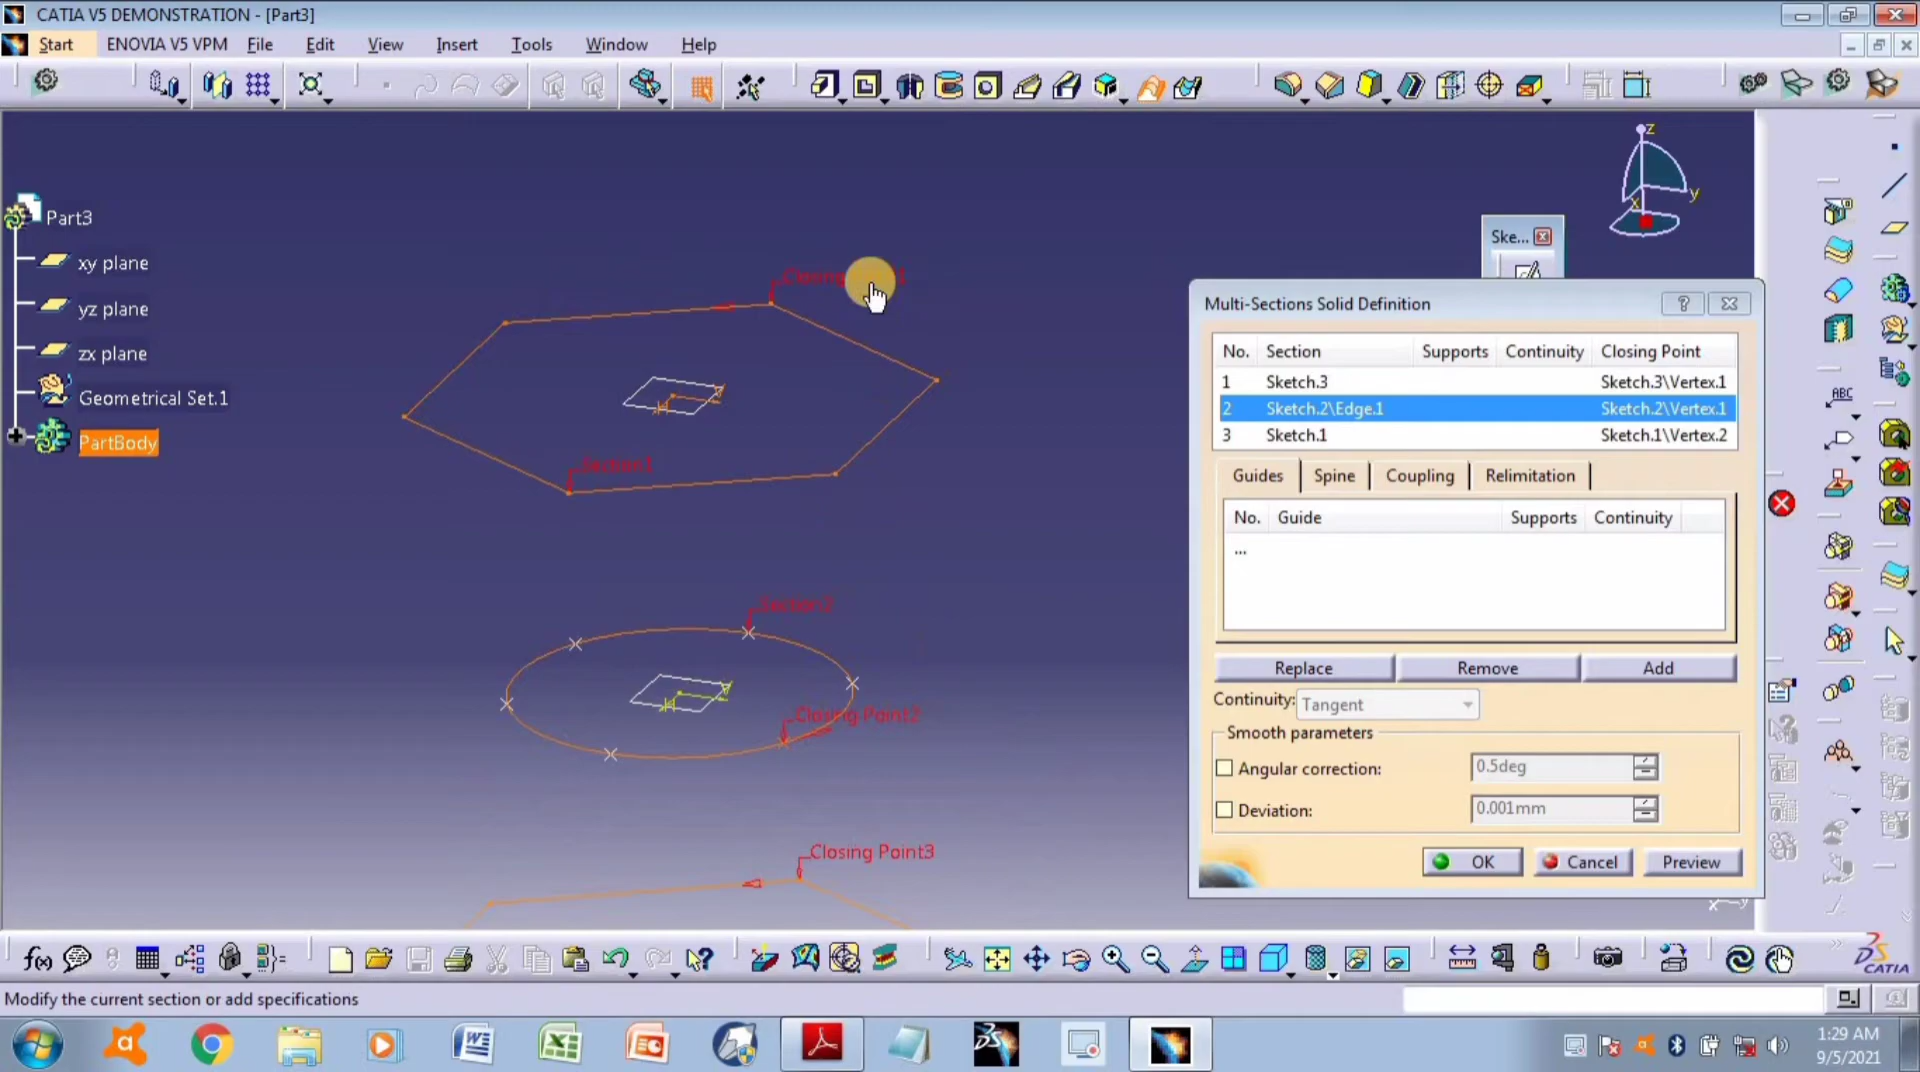 CATIA V5 DEMONSTRATION - [Part3]
Start ENOVIA V5 VPM File Edit View Insert Tools Window Help
z
y
x
Part3
xy plane
yz plane
zx plane
Geometrical Set.1
PartBody
Ske...
Section1
Section2
Closing Point2
Closing Point3
Multi-Sections Solid Definition
No. Section Supports Continuity Closing Point
1 Sketch.3 Sketch.3\Vertex.1
2 Sketch.2\Edge.1 Sketch.2\Vertex.1
3 Sketch.1 Sketch.1\Vertex.2
Guides Spine Coupling Relimitation
No. Guide Supports Continuity
...
Replace Remove Add
Continuity: Tangent
Smooth parameters
Angular correction: 0.5deg
Deviation: 0.001mm
OK Cancel Preview
ABC
f(x)
CATIA
Modify the current section or add specifications
1:29 AM
9/5/2021